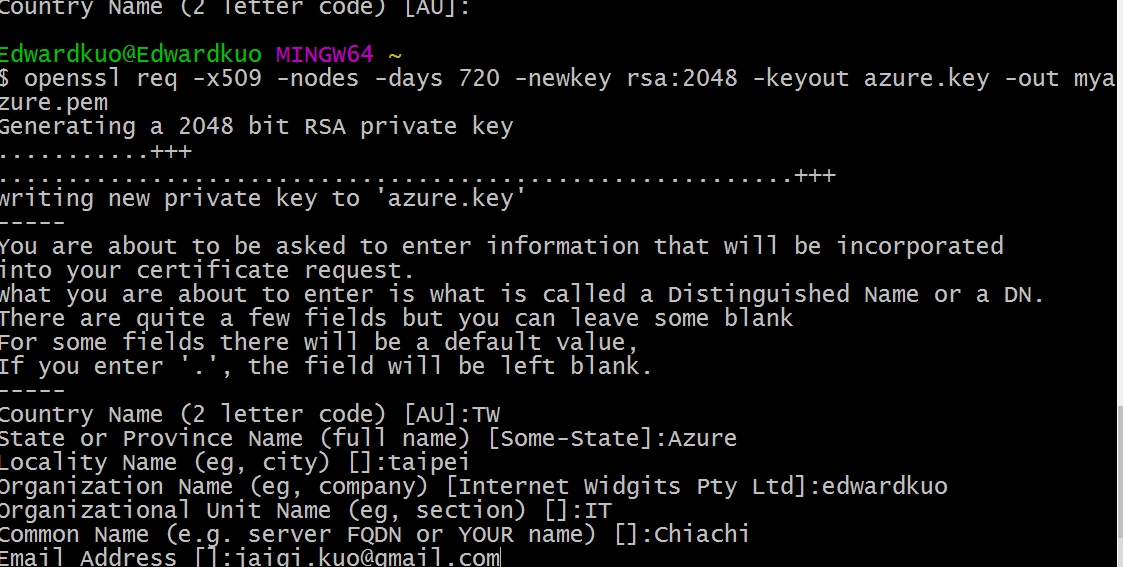 Country Name (2 letter code) [AU]:
Edwardkuo@Edwardkuo MINGW64 ~
$ openssl req -x509 -nodes -days 720 -newkey rsa:2048 -keyout azure.key -out mya
zure.pem
Generating a 2048 bit RSA private key
...........+++
.........................................................+++
writing new private key to 'azure.key'
-----
You are about to be asked to enter information that will be incorporated
into your certificate request.
What you are about to enter is what is called a Distinguished Name or a DN.
There are quite a few fields but you can leave some blank
For some fields there will be a default value,
If you enter '.', the field will be left blank.
-----
Country Name (2 letter code) [AU]:TW
State or Province Name (full name) [Some-State]:Azure
Locality Name (eg, city) []:taipei
Organization Name (eg, company) [Internet Widgits Pty Ltd]:edwardkuo
Organizational Unit Name (eg, section) []:IT
Common Name (e.g. server FQDN or YOUR name) []:Chiachi
Email Address []:jaigi.kuo@gmail.com